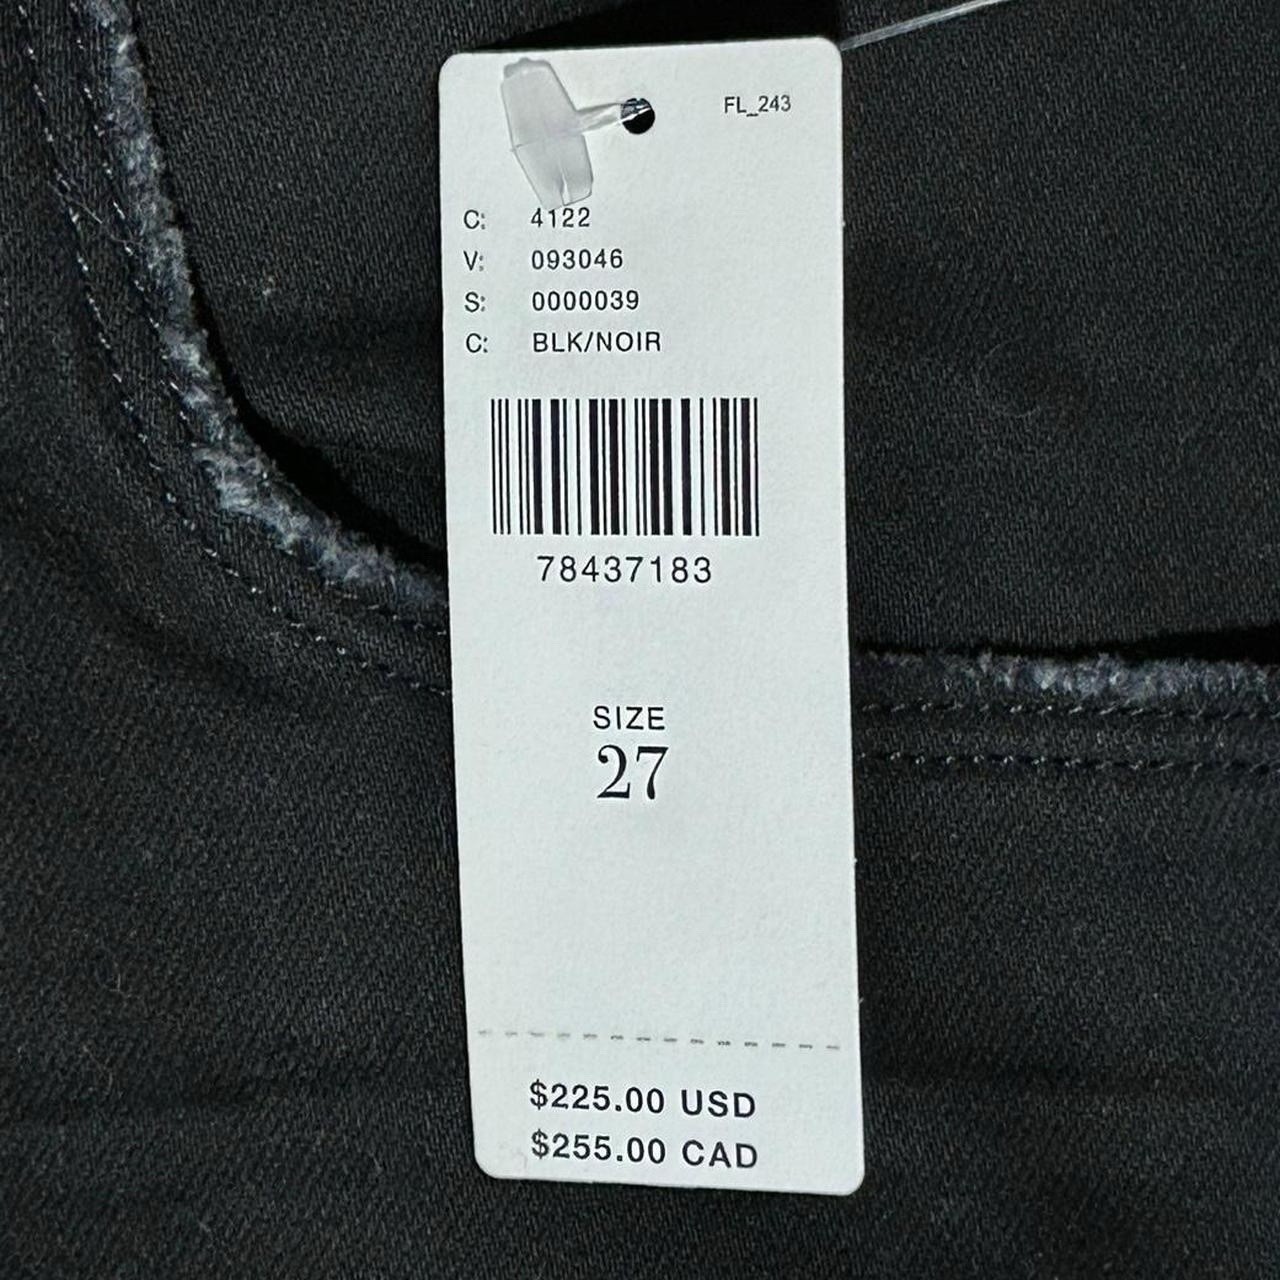 FL_243
C: 4122
V: 093046
S: 0000039
C: BLK/NOIR
78437183
SIZE
27
$225.00 USD
$255.00 CAD